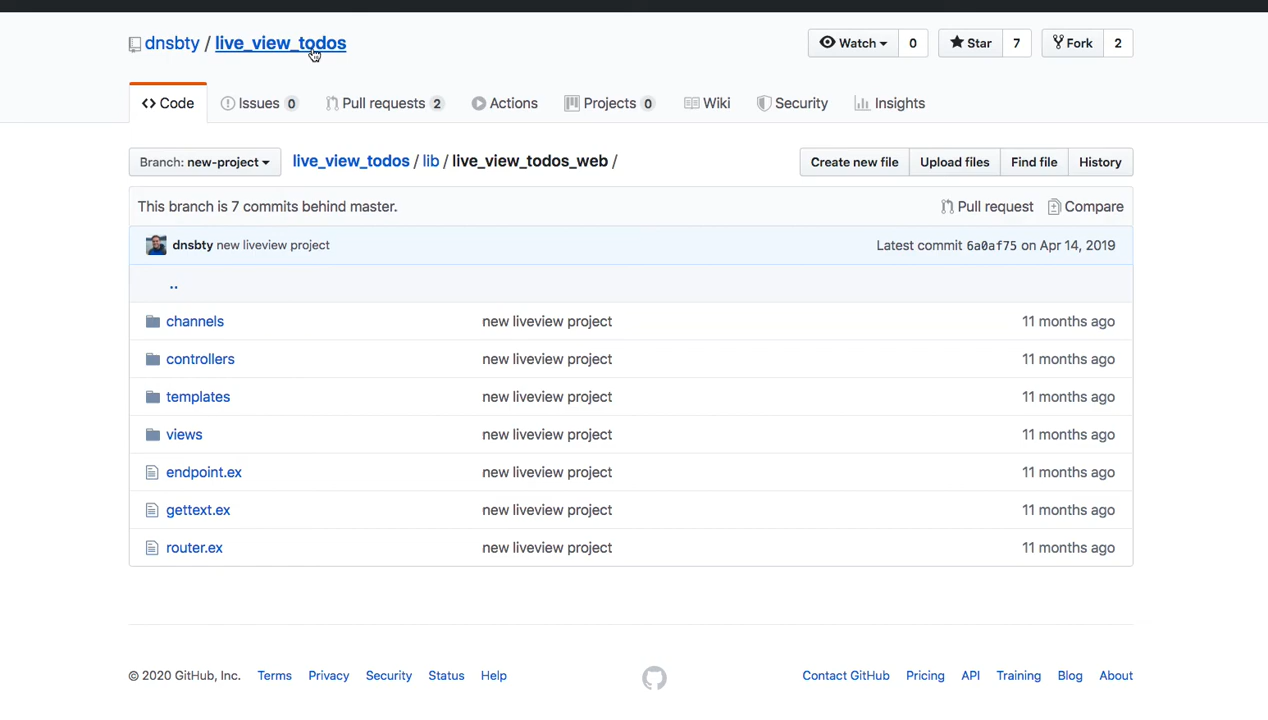 dnsbty / live_view_todos
Watch 0 Star 7 Fork 2
Code Issues 0 Pull requests 2 Actions Projects 0 Wiki Security Insights
Branch: new-project live_view_todos / lib / live_view_todos_web / Create new file Upload files Find file History
This branch is 7 commits behind master. Pull request Compare
dnsbty new liveview project Latest commit 6a0af75 on Apr 14, 2019
..
channels new liveview project 11 months ago
controllers new liveview project 11 months ago
templates new liveview project 11 months ago
views new liveview project 11 months ago
endpoint.ex new liveview project 11 months ago
gettext.ex new liveview project 11 months ago
router.ex new liveview project 11 months ago
© 2020 GitHub, Inc. Terms Privacy Security Status Help Contact GitHub Pricing API Training Blog About